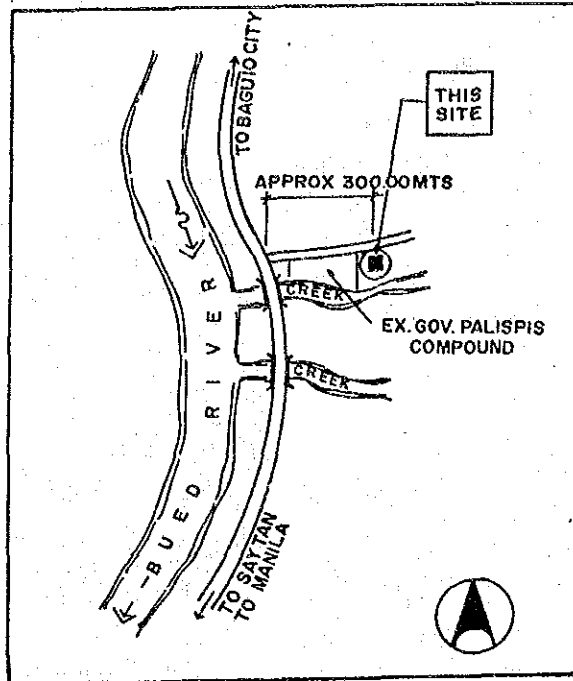 TO BAGUIO CITY
THIS
SITE
APPROX 300.00MTS
CREEK
EX. GOV. PALISPIS
COMPOUND
CREEK
BUED RIVER
TO SAYTAN
TO MANILA